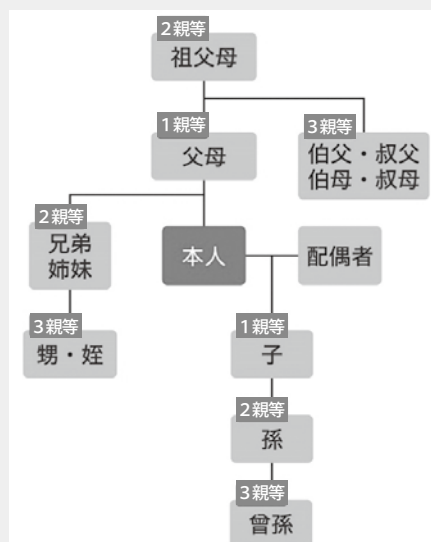 2親等
祖父母
1親等
父母
3親等
伯父・叔父
伯母・叔母
2親等
兄弟
姉妹
本人
配偶者
3親等
甥・姪
1親等
子
2親等
孫
3親等
曾孫